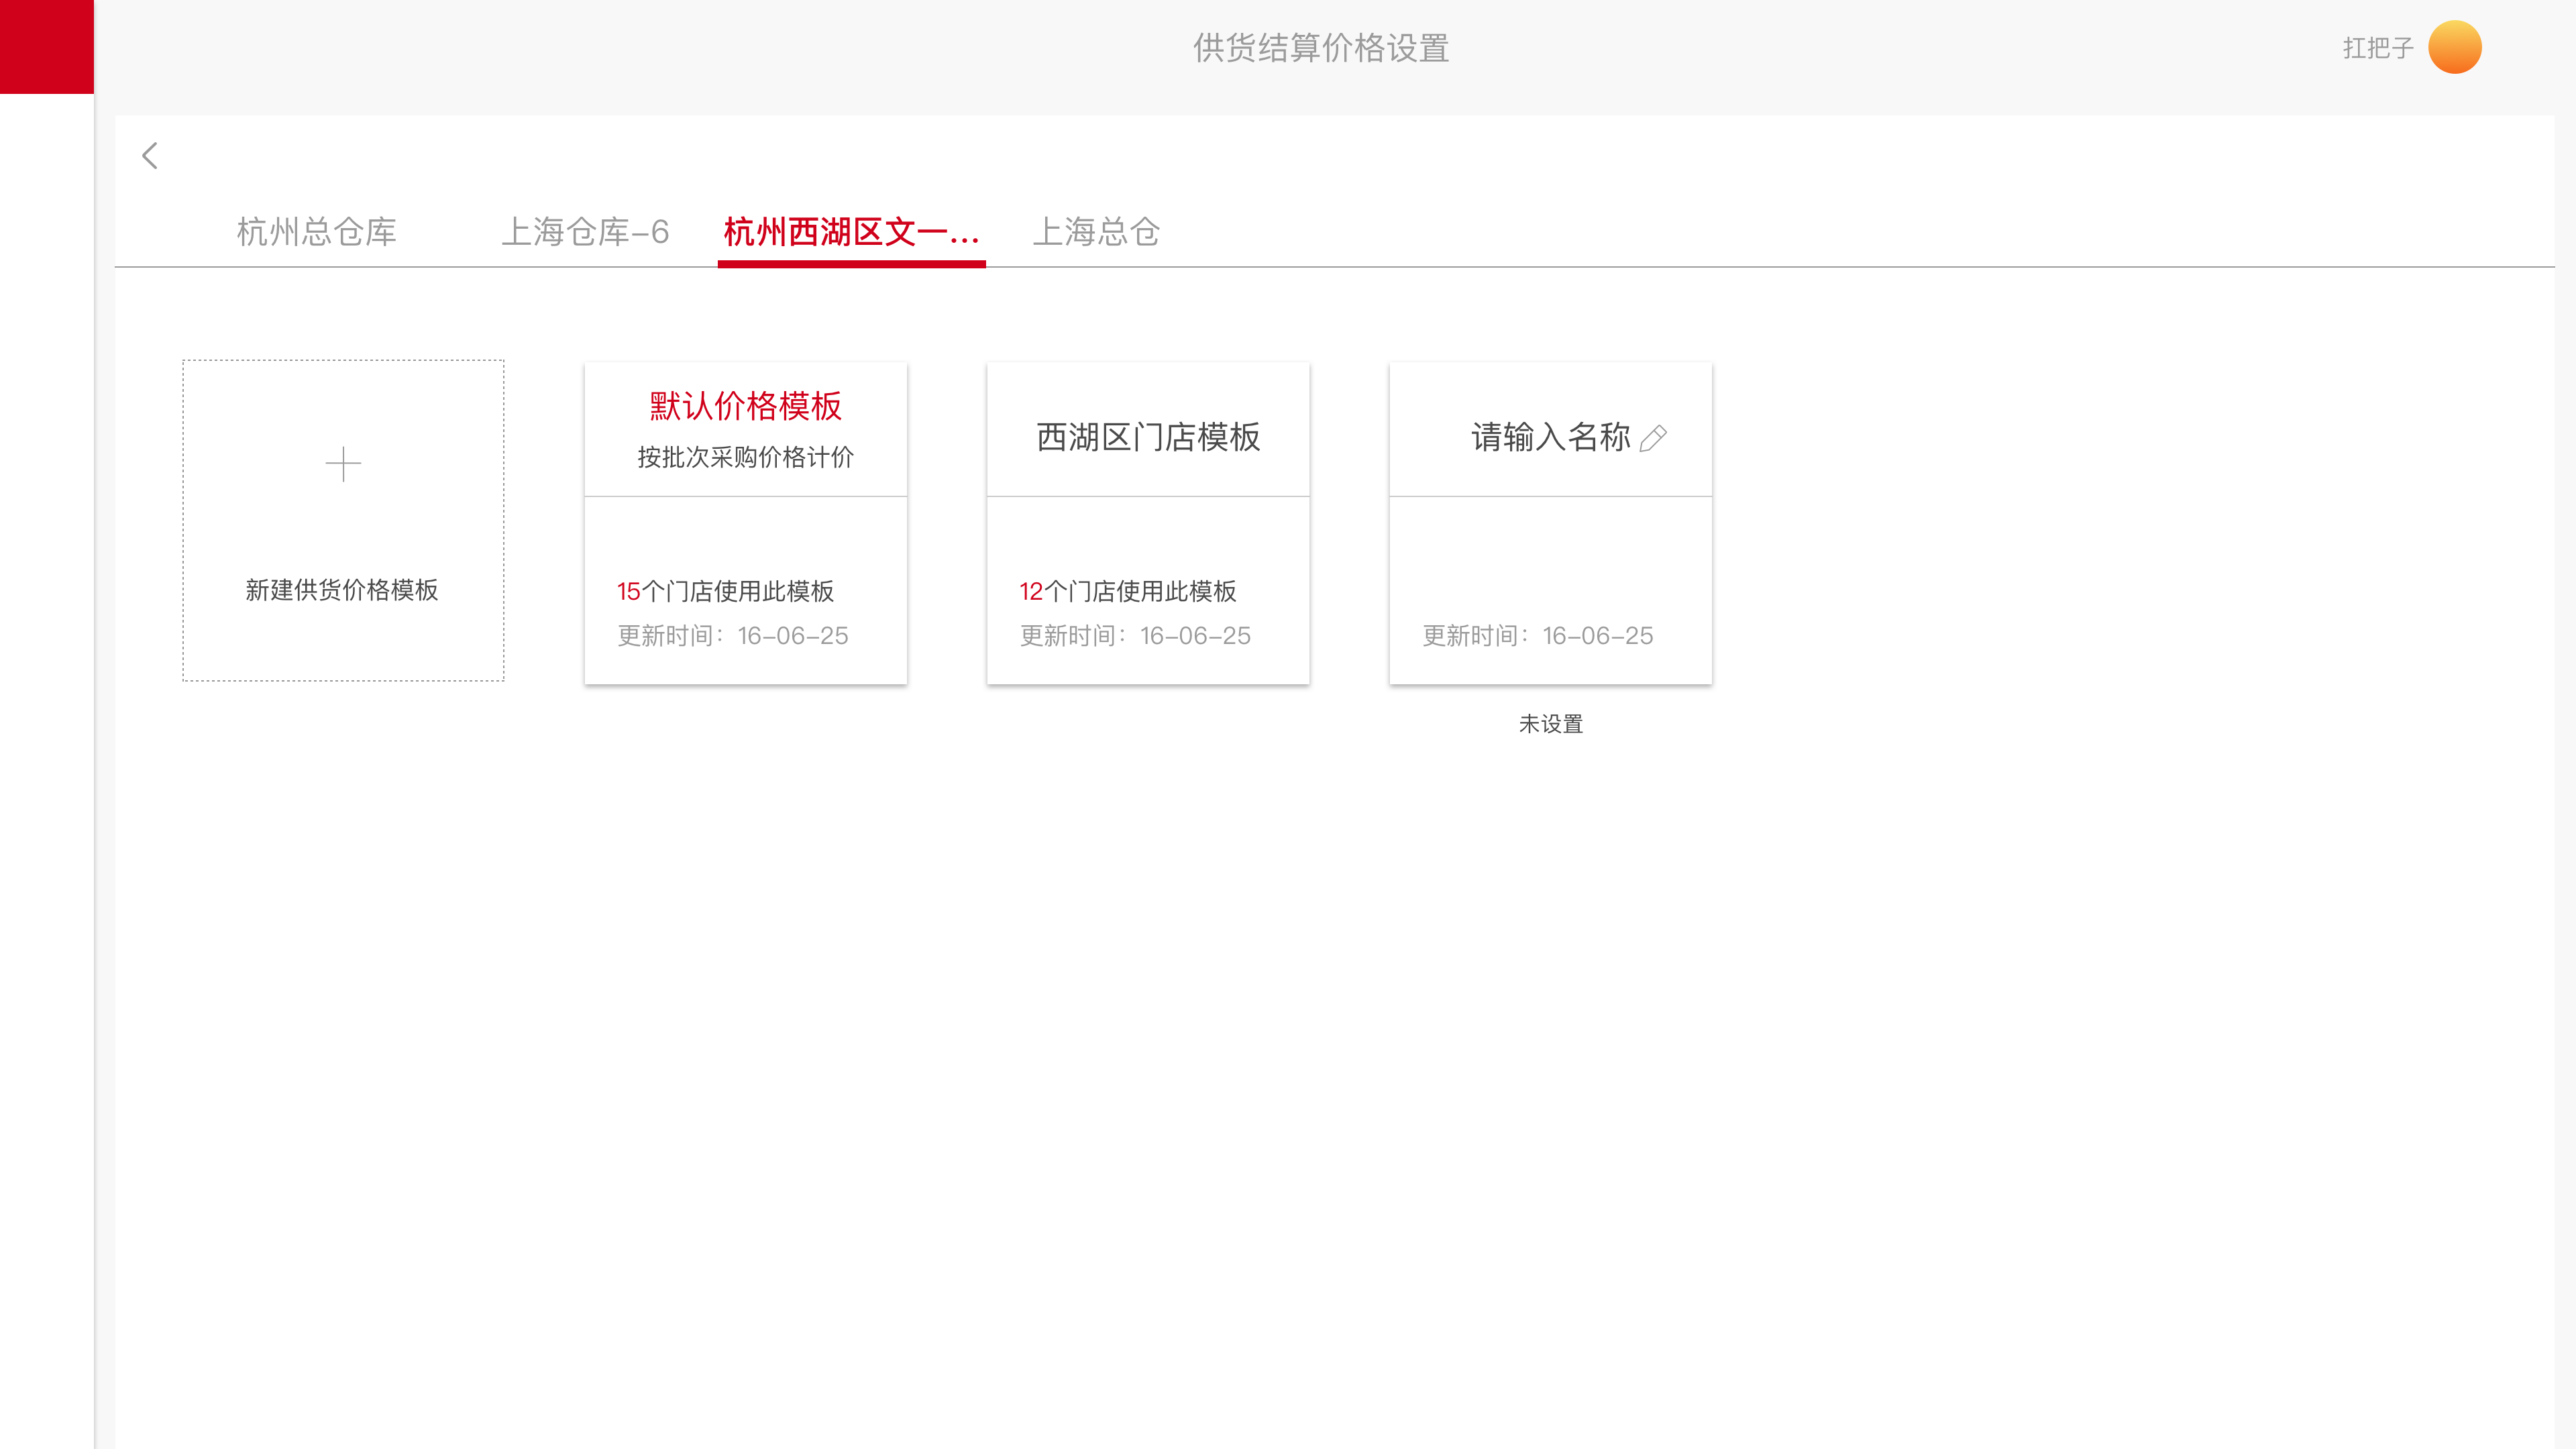 供货结算价格设置
扛把子
杭州总仓库
上海仓库-6
杭州西湖区文一...
上海总仓
新建供货价格模板
默认价格模板
按批次采购价格计价
15个门店使用此模板
更新时间：16-06-25
西湖区门店模板
12个门店使用此模板
更新时间：16-06-25
请输入名称
更新时间：16-06-25
未设置